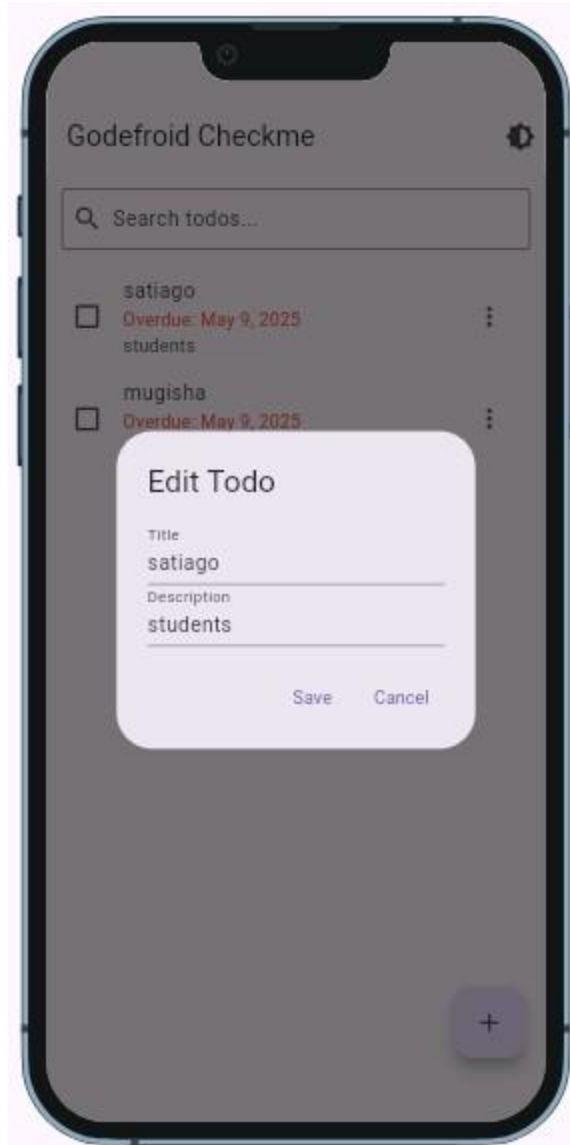 Godefroid Checkme
Search todos...
satiago
Overdue: May 9, 2025
students
mugisha
Overdue: May 9, 2025
Edit Todo
Title
satiago
Description
students
Save Cancel
+